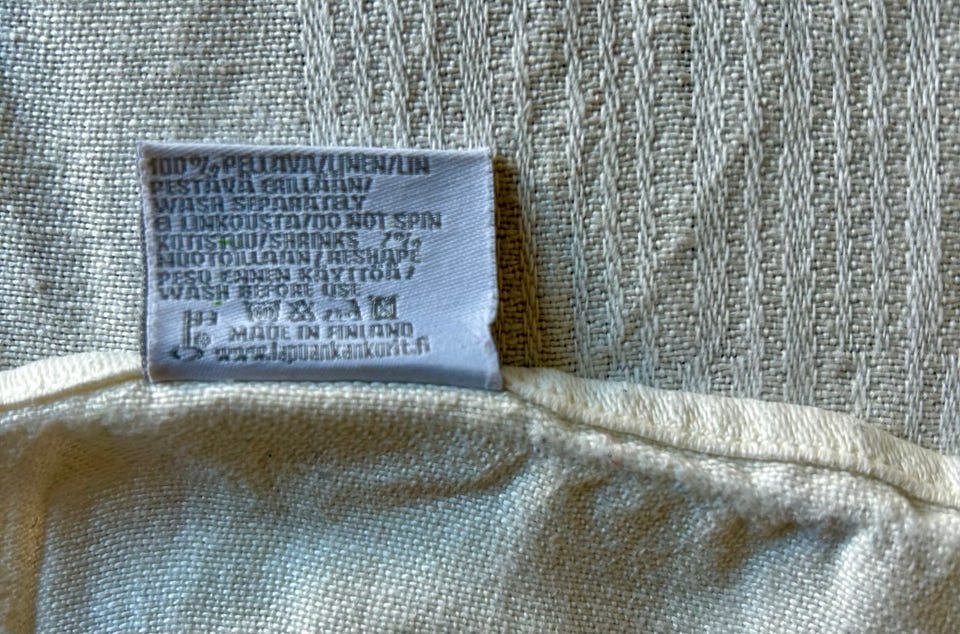 100% PELLAVA/LINEN/LIN
PESTÄVÄ ERILLÄÄN/
WASH SEPARATELY
EI LINKOUSTA/DO NOT SPIN
KUTISTUU/SHRINKS 7%
MUOTOILLAAN/RESHAPE
PESU ENNEN KÄYTTÖÄ/
WASH BEFORE USE
MADE IN FINLAND
www.lapuankankurit.fi